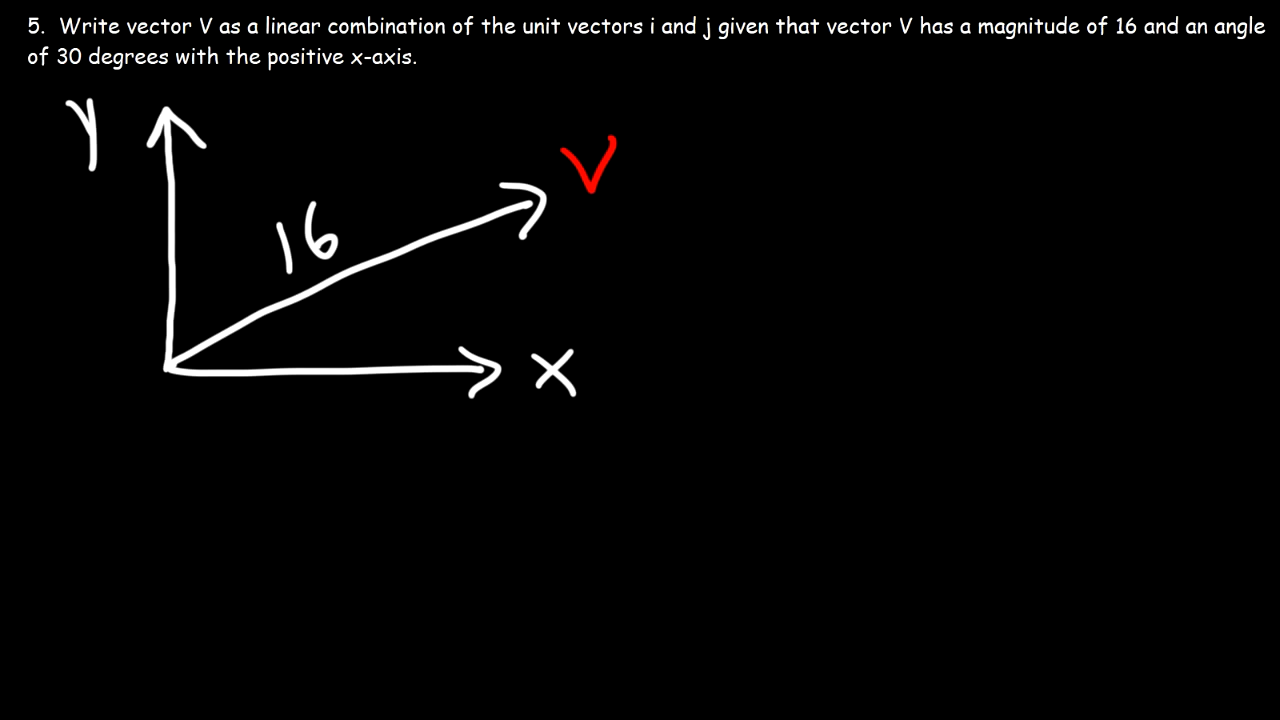 5. Write vector V as a linear combination of the unit vectors i and j given that vector V has a magnitude of 16 and an angle
of 30 degrees with the positive x-axis.
y
V
16
x